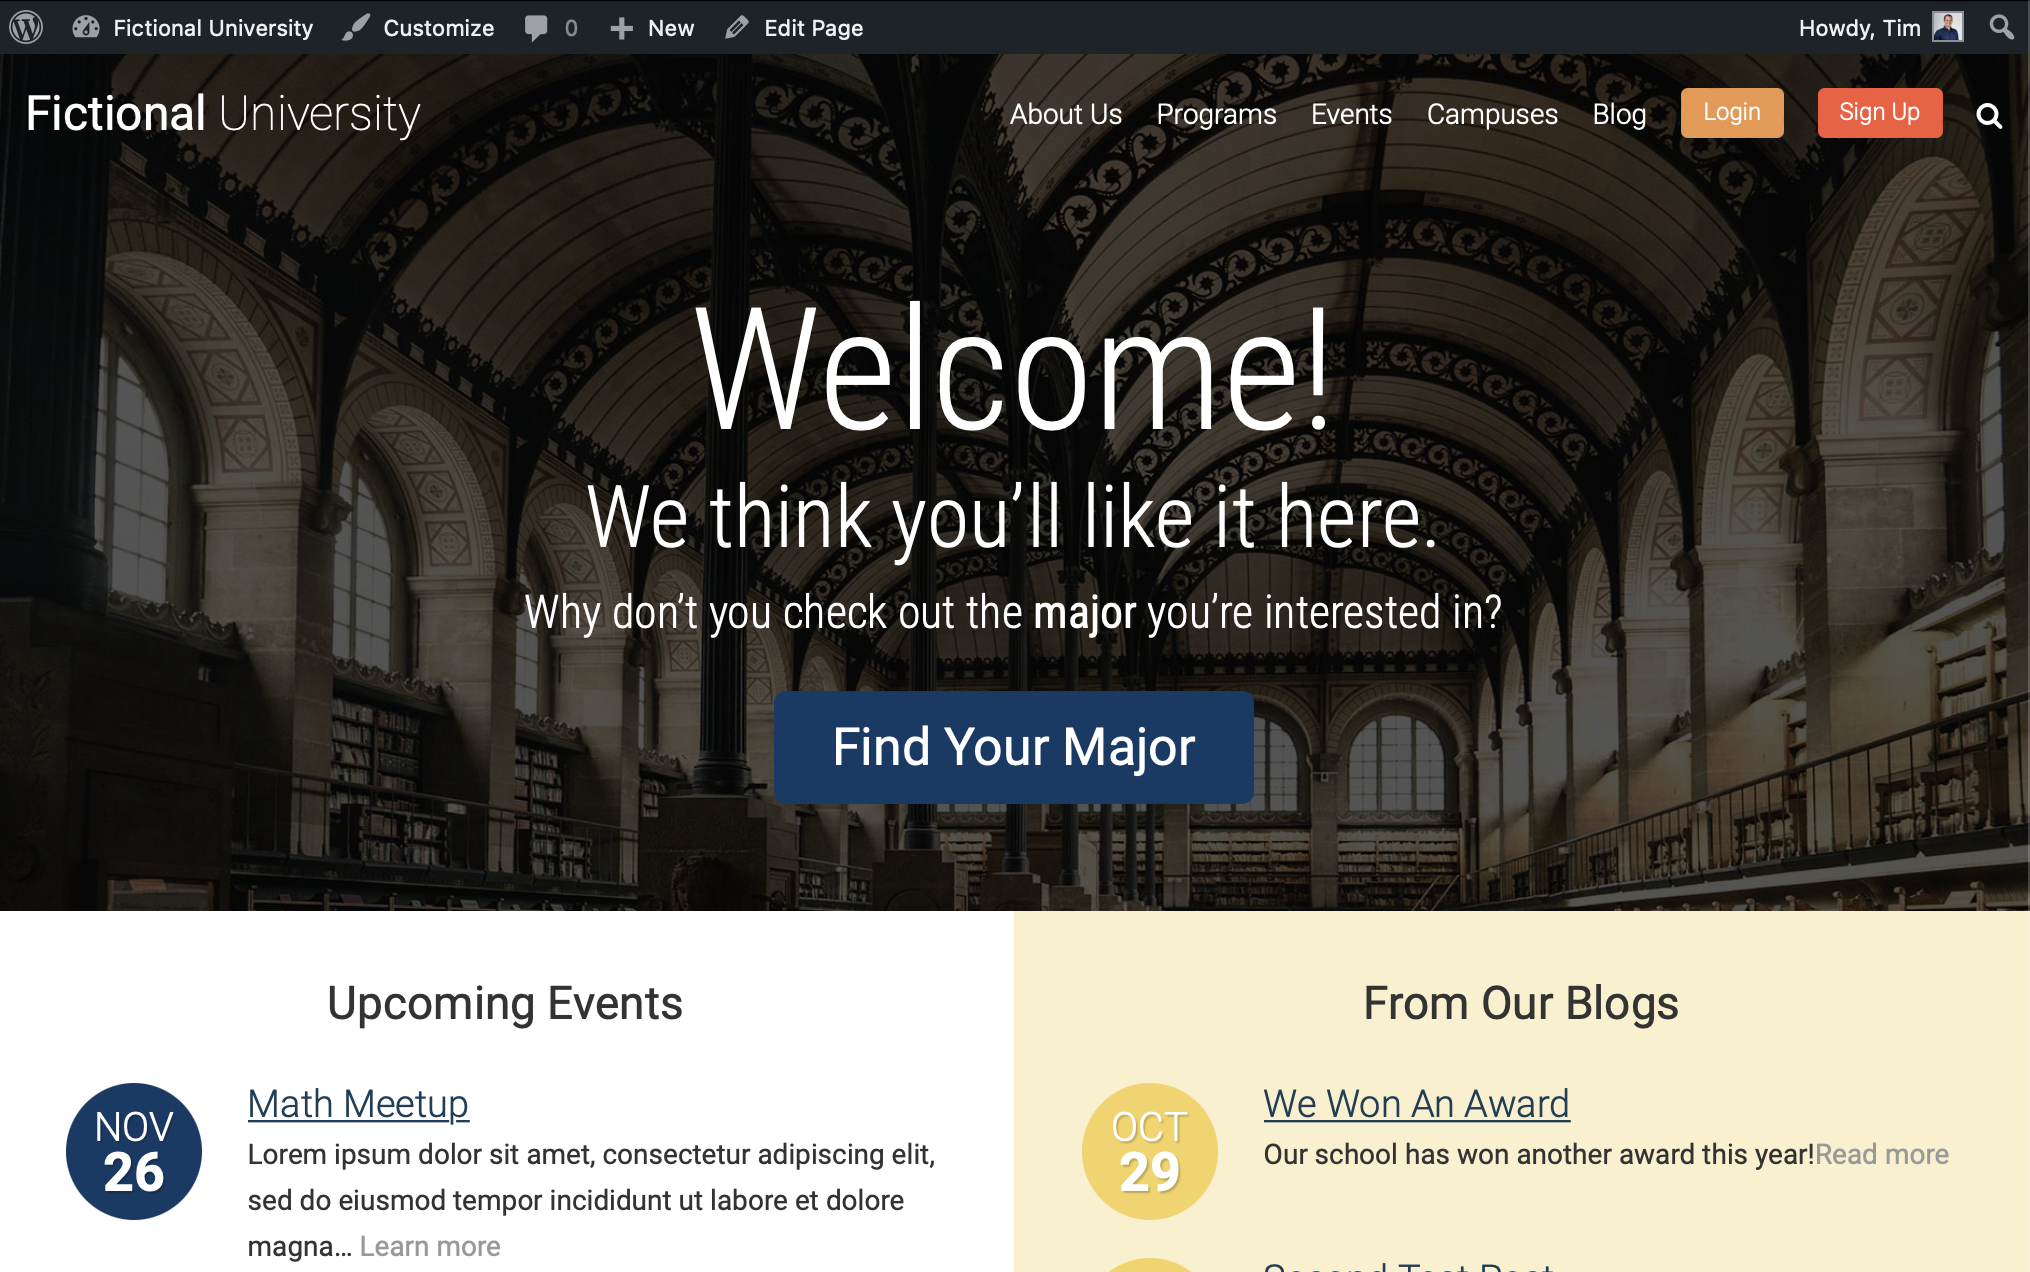 Fictional University Customize 0 New Edit Page Howdy, Tim
Fictional University About Us Programs Events Campuses Blog Login Sign Up
Welcome!
We think you’ll like it here.
Why don’t you check out the major you’re interested in?
Find Your Major
Upcoming Events
NOV
26
Math Meetup
Lorem ipsum dolor sit amet, consectetur adipiscing elit,
sed do eiusmod tempor incididunt ut labore et dolore
magna... Learn more
From Our Blogs
OCT
29
We Won An Award
Our school has won another award this year!Read more
Second Test Post